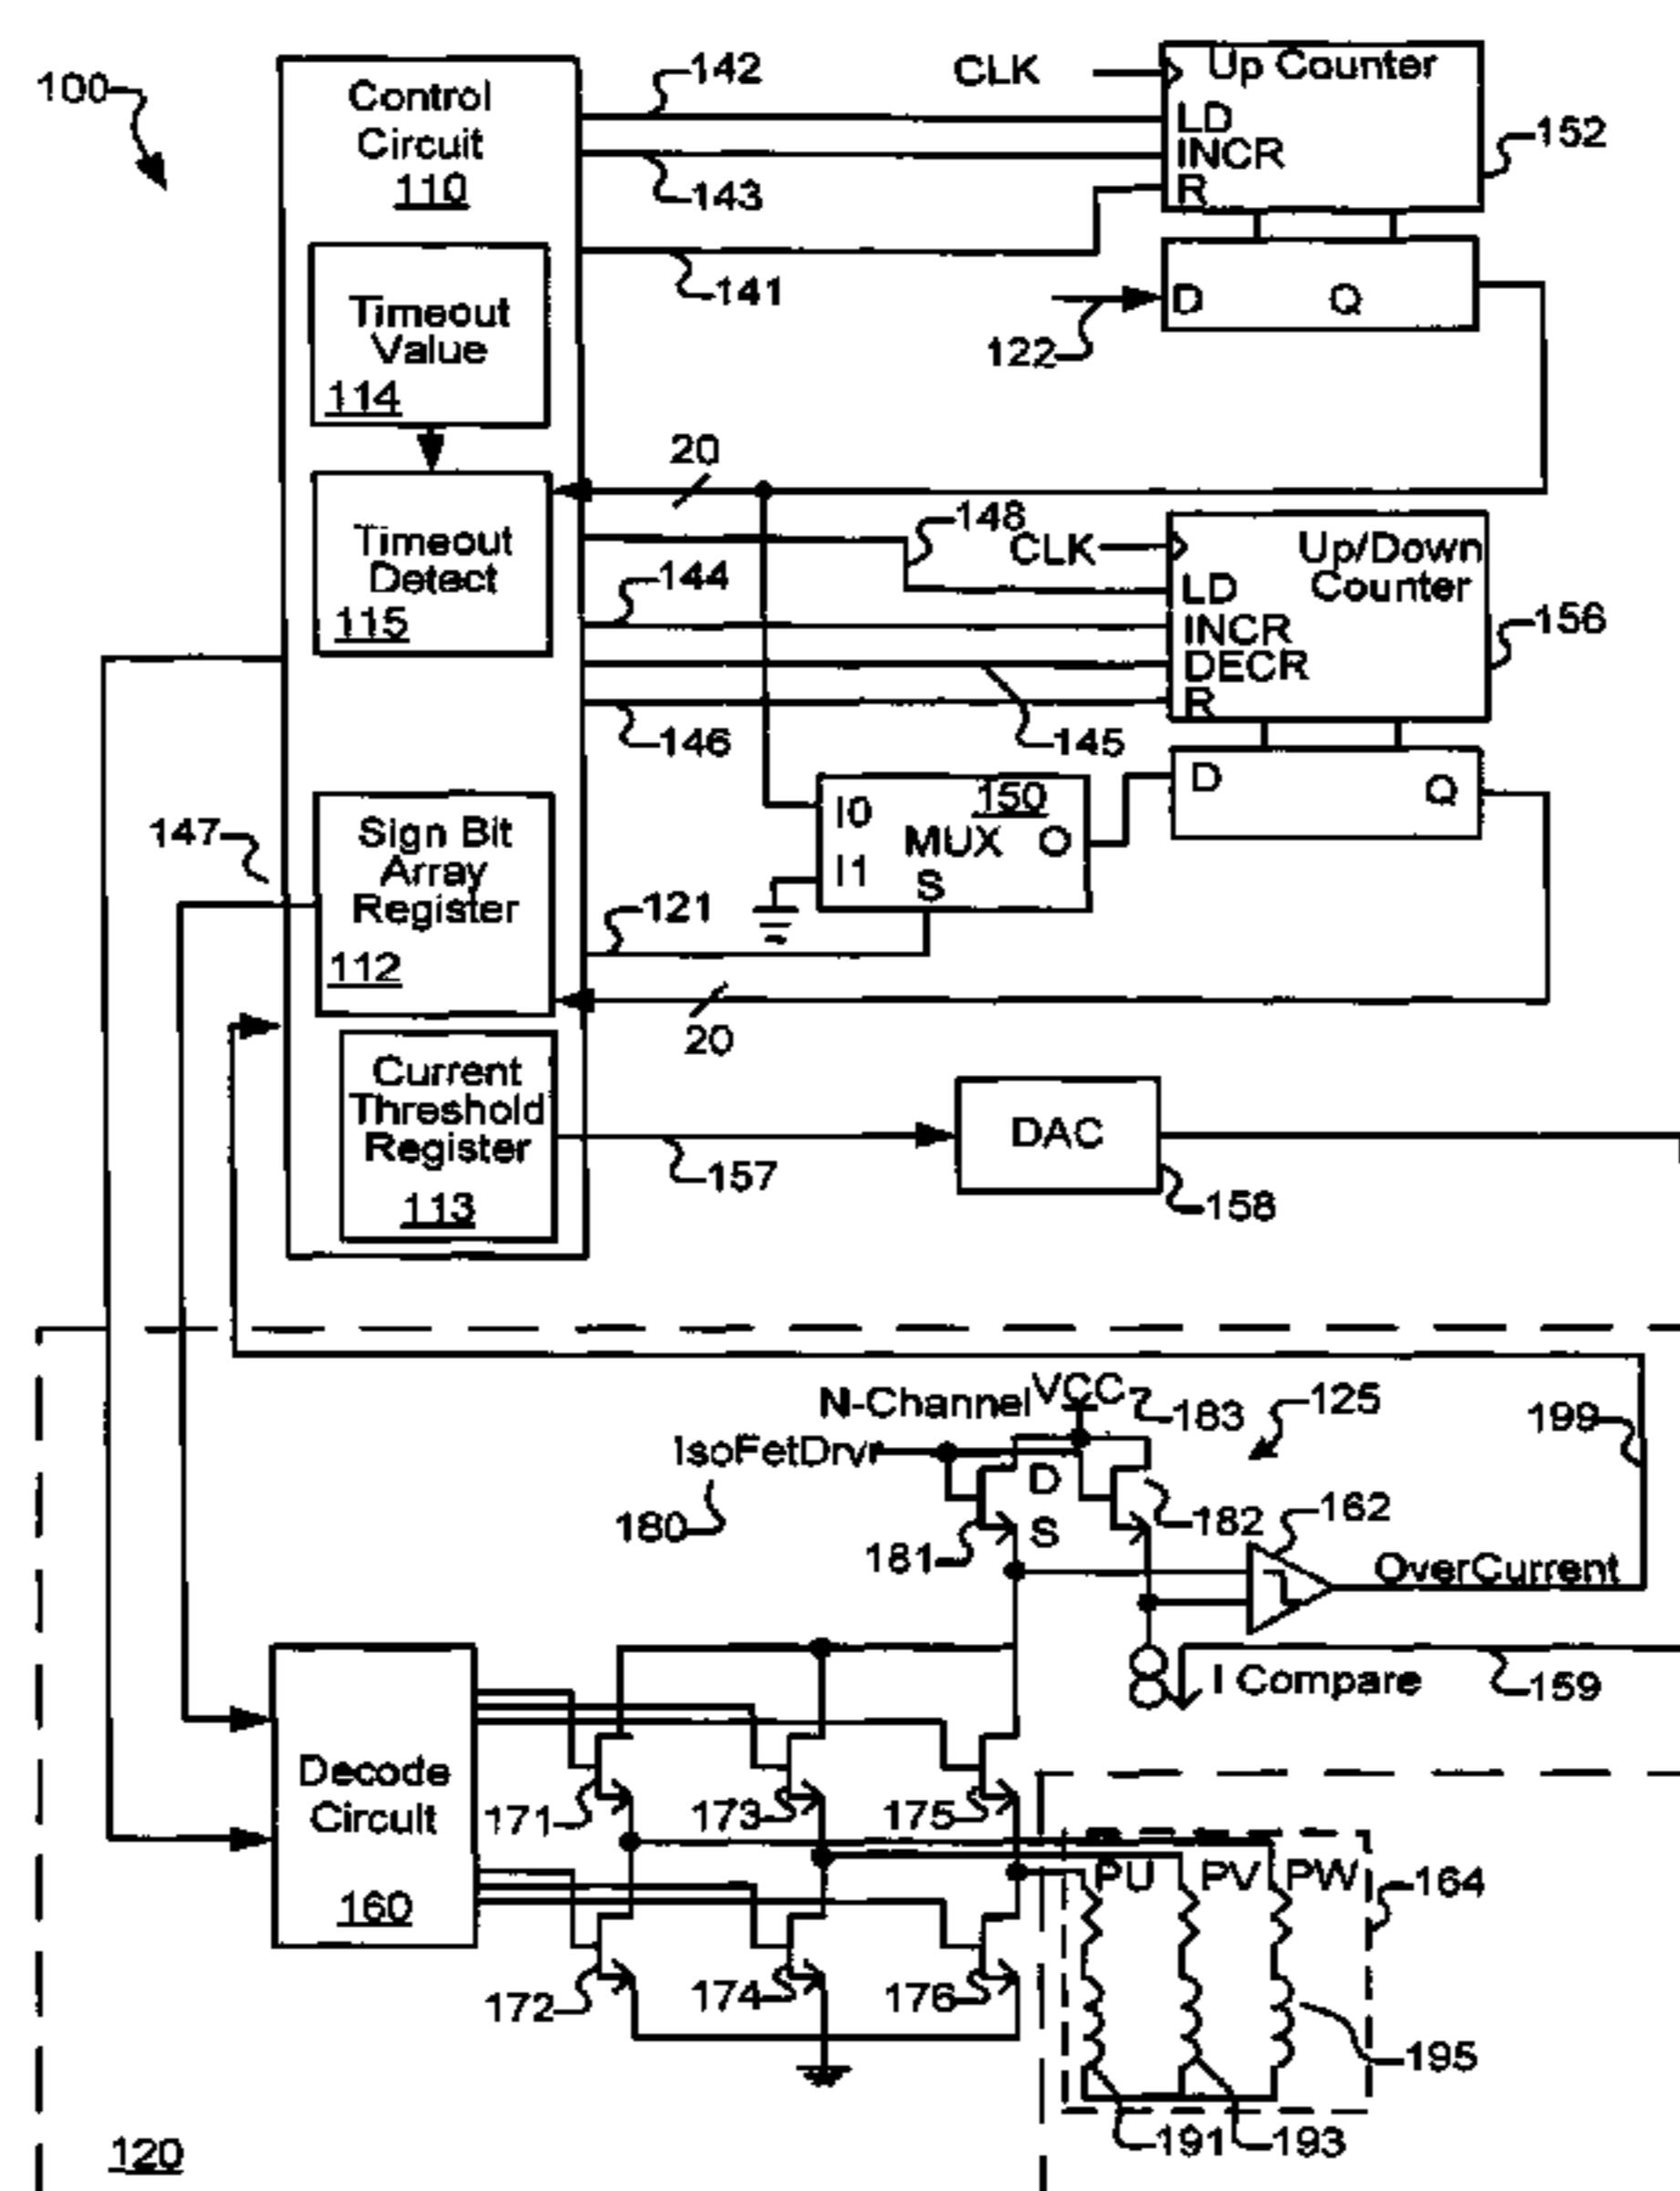 100
Control
Circuit
110
142
143
141
CLK
Up Counter
LD
INCR
R
152
D
Q
122
Timeout
Value
114
20
Timeout
Detect
115
148
144
CLK
Up/Down
Counter
LD
INCR
DECR
R
156
146
145
D
Q
150
I0
MUX
O
I1
S
147
Sign Bit
Array
Register
112
121
20
Current
Threshold
Register
113
157
DAC
158
N-Channel
VCC
183
125
199
IsoFetDrvr
D
S
180
181
182
162
OverCurrent
I Compare
159
Decode
Circuit
160
171
173
175
PU
PV
PW
164
172
174
176
195
191
193
120